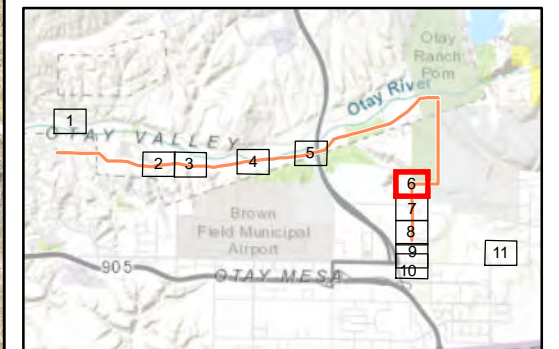 Otay
Ranch
Pom
Otay River
1
OTAY VALLEY
2
3
4
5
6
7
8
9
10
11
Brown
Field Municipal
Airport
905
OTAY MESA